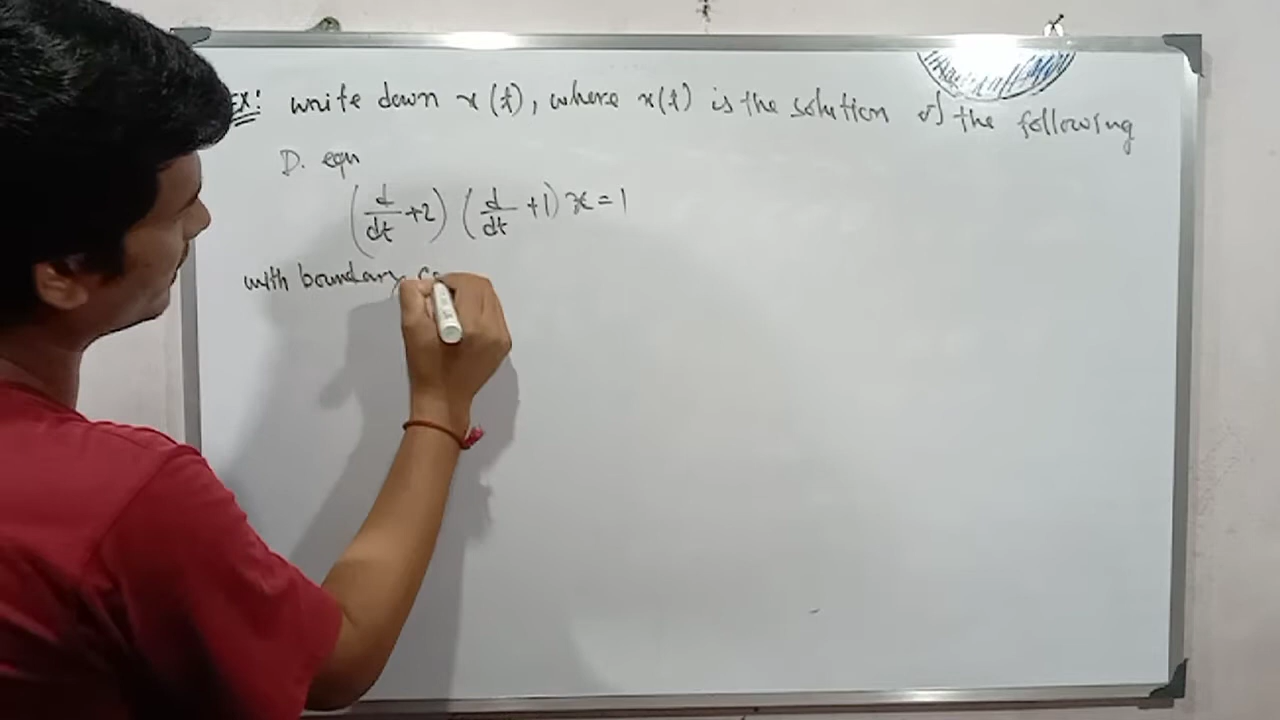 Ex: write down x(t), where x(t) is the solution of the following
D. eqn
(d/dt +2) (d/dt +1) x = 1
with boundary co